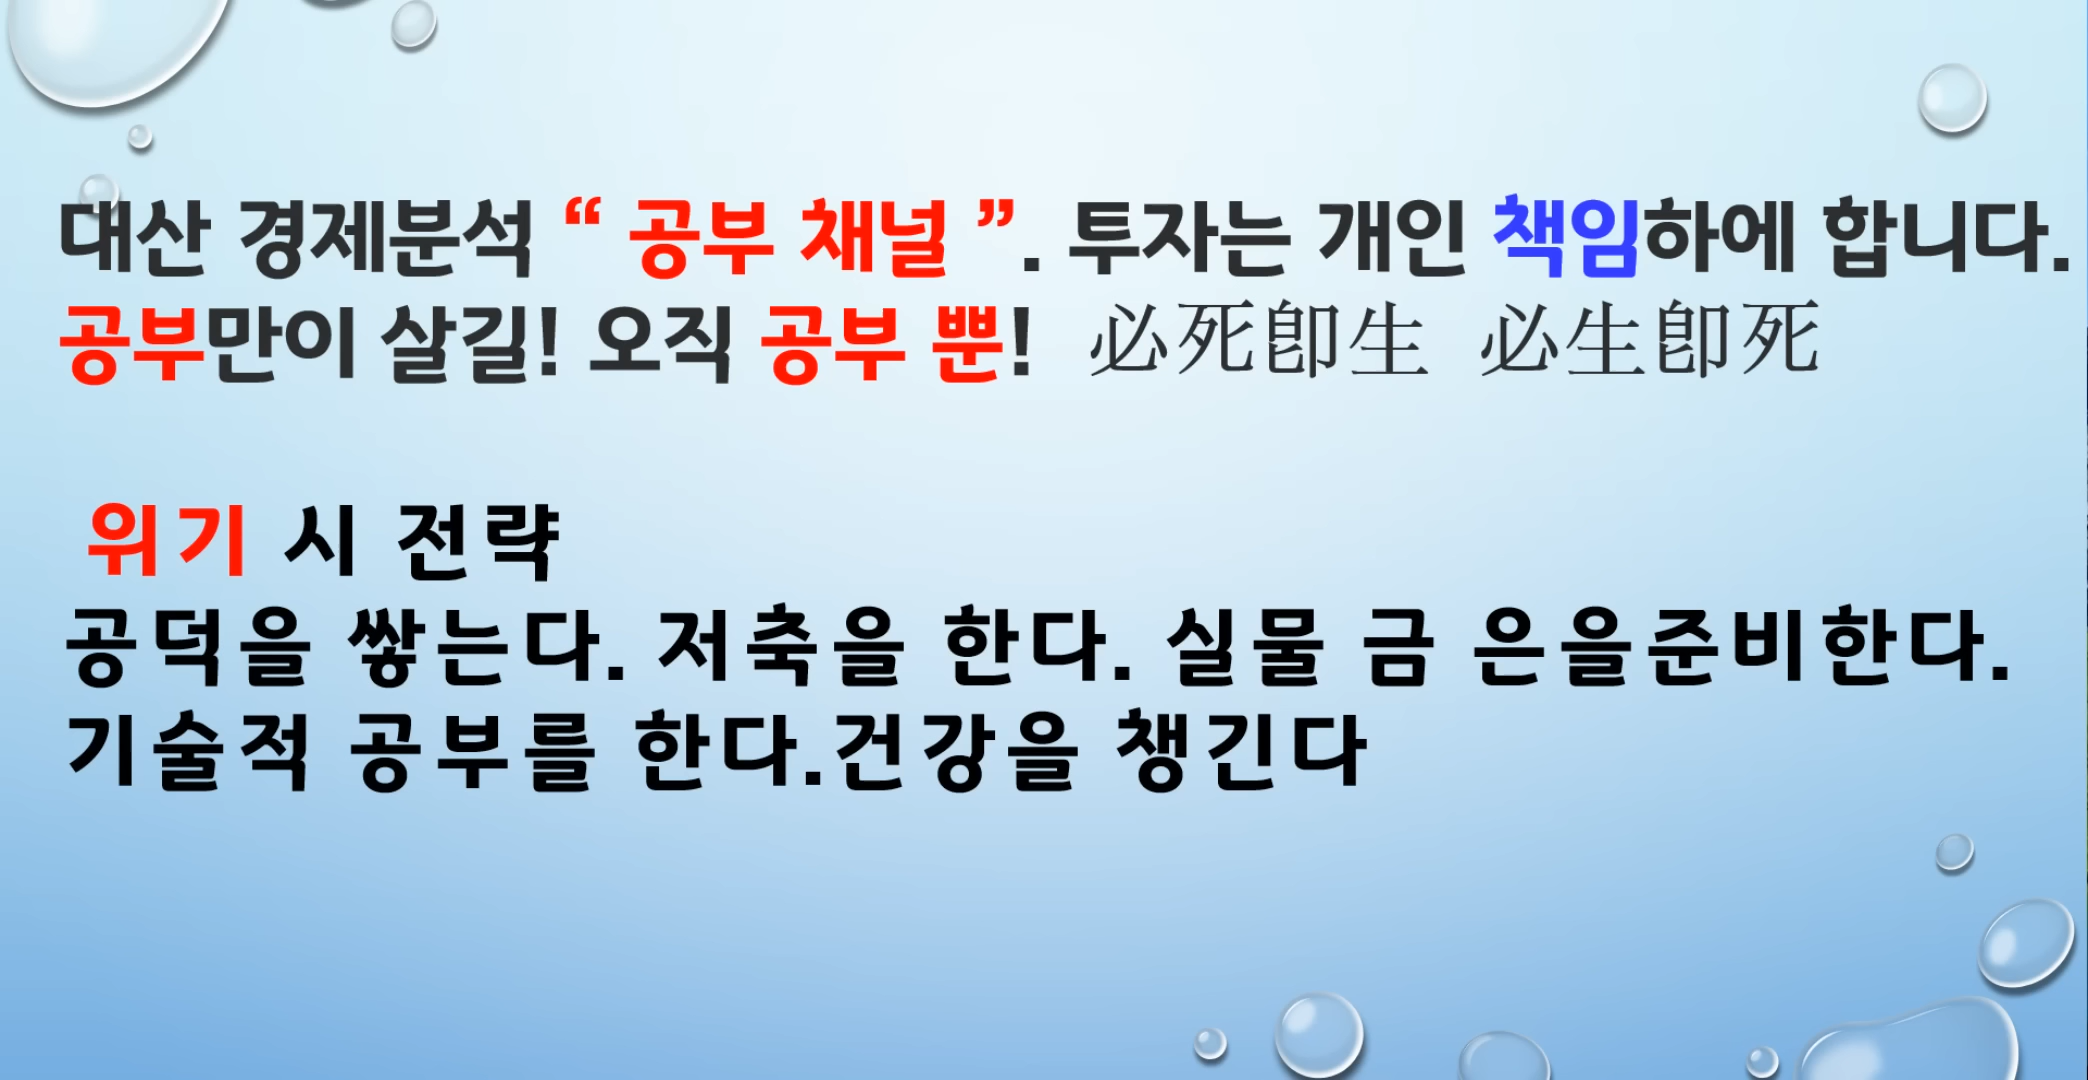 대산 경제분석 “ 공부 채널 ”. 투자는 개인 책임하에 합니다.
공부만이 살길! 오직 공부 뿐! 必死卽生 必生卽死
위기 시 전략
공덕을 쌓는다. 저축을 한다. 실물 금 은을준비한다.
기술적 공부를 한다.건강을 챙긴다